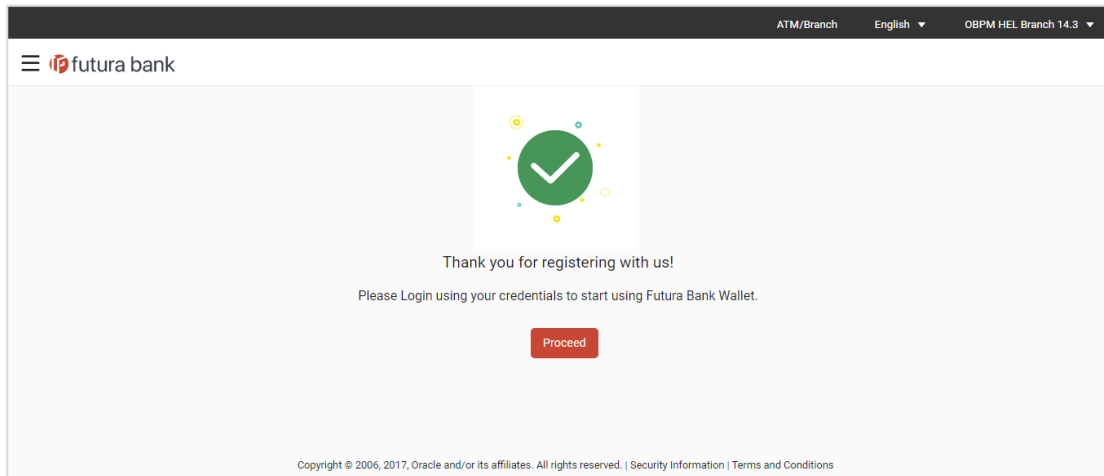 ATM/Branch English OBPM HEL Branch 14.3
futura bank
Thank you for registering with us!
Please Login using your credentials to start using Futura Bank Wallet.
Proceed
Copyright © 2006, 2017, Oracle and/or its affiliates. All rights reserved. | Security Information | Terms and Conditions